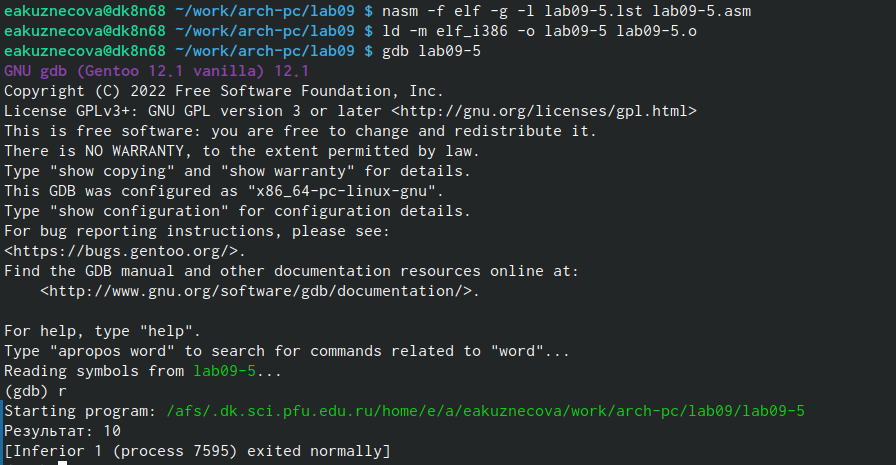 eakuznecova@dk8n68 ~/work/arch-pc/lab09 $ nasm -f elf -g -l lab09-5.lst lab09-5.asm
eakuznecova@dk8n68 ~/work/arch-pc/lab09 $ ld -m elf_i386 -o lab09-5 lab09-5.o
eakuznecova@dk8n68 ~/work/arch-pc/lab09 $ gdb lab09-5
GNU gdb (Gentoo 12.1 vanilla) 12.1
Copyright (C) 2022 Free Software Foundation, Inc.
License GPLv3+: GNU GPL version 3 or later <http://gnu.org/licenses/gpl.html>
This is free software: you are free to change and redistribute it.
There is NO WARRANTY, to the extent permitted by law.
Type "show copying" and "show warranty" for details.
This GDB was configured as "x86_64-pc-linux-gnu".
Type "show configuration" for configuration details.
For bug reporting instructions, please see:
<https://bugs.gentoo.org/>.
Find the GDB manual and other documentation resources online at:
    <http://www.gnu.org/software/gdb/documentation/>.

For help, type "help".
Type "apropos word" to search for commands related to "word"...
Reading symbols from lab09-5...
(gdb) r
Starting program: /afs/.dk.sci.pfu.edu.ru/home/e/a/eakuznecova/work/arch-pc/lab09/lab09-5
Результат: 10
[Inferior 1 (process 7595) exited normally]